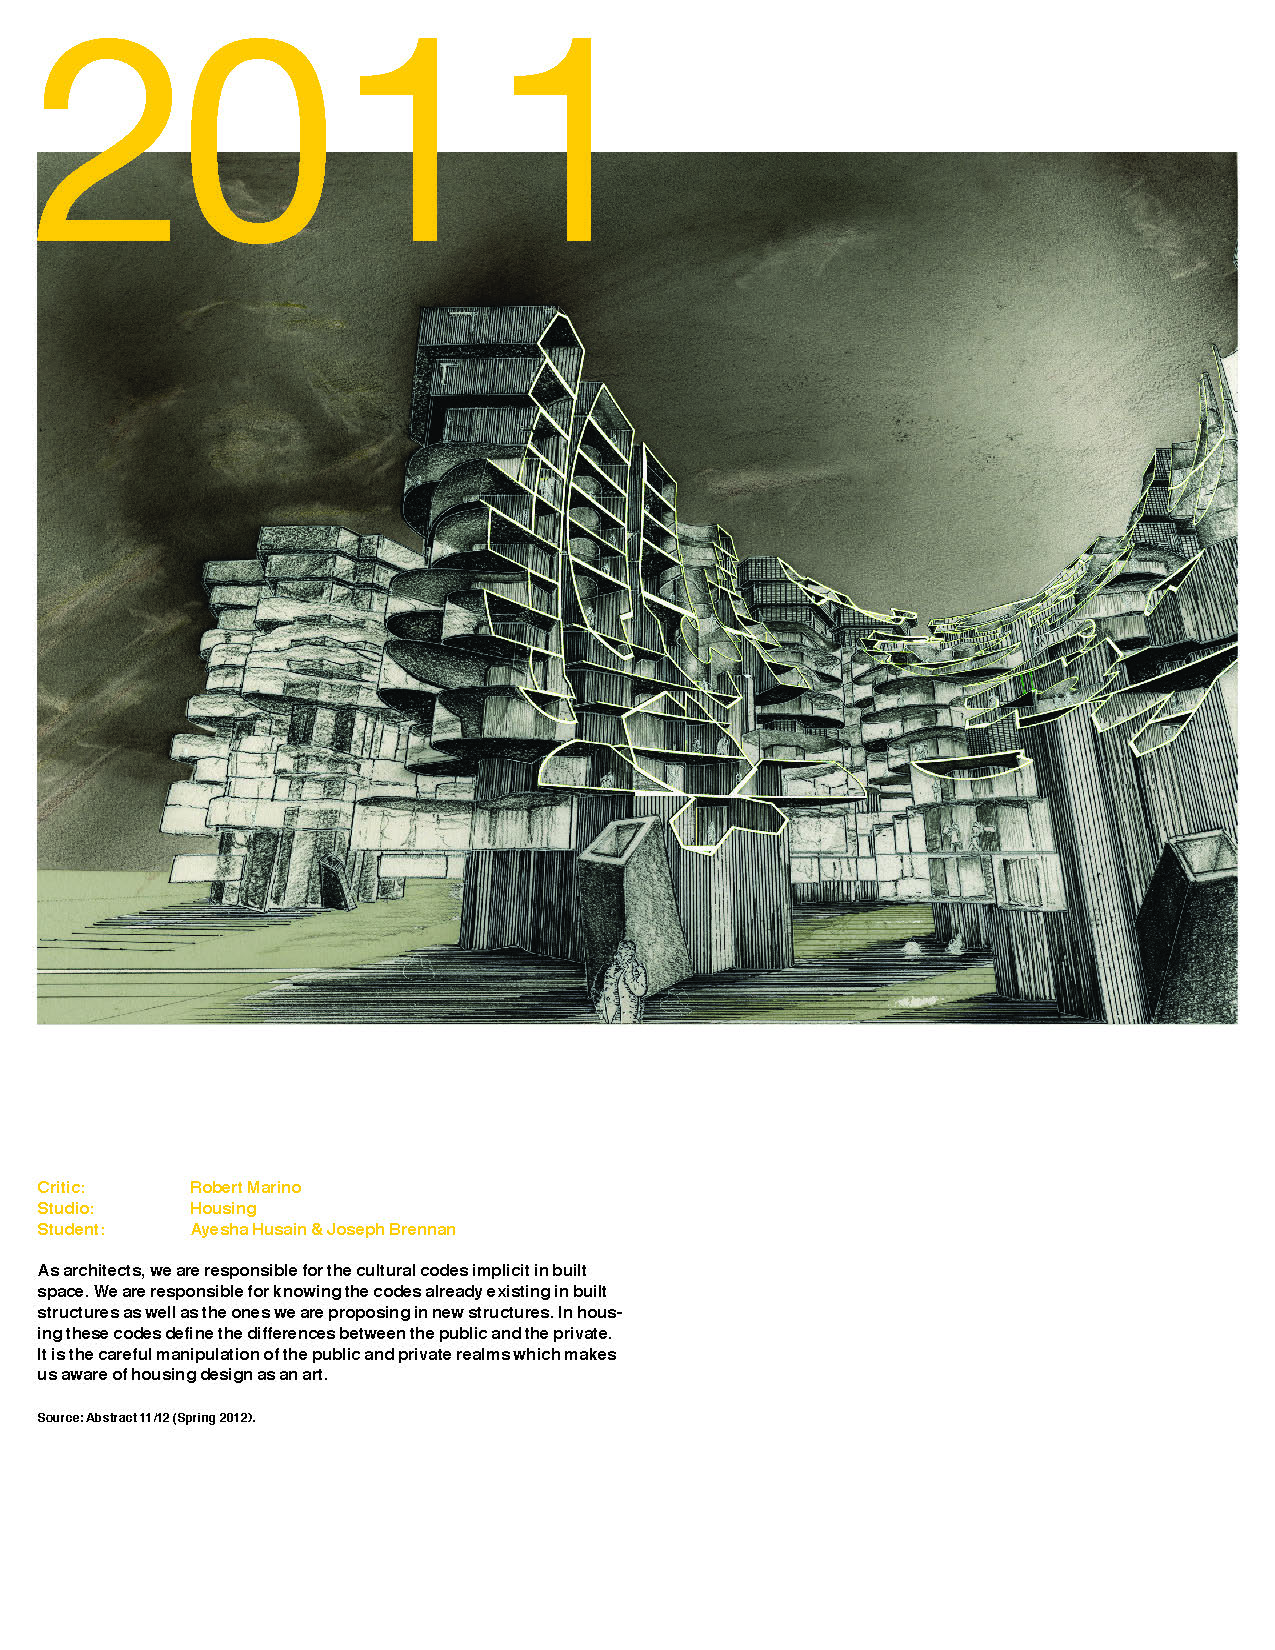 2011
Critic: Robert Marino
Studio: Housing
Student: Ayesha Husain & Joseph Brennan
As architects, we are responsible for the cultural codes implicit in built
space. We are responsible for knowing the codes already existing in built
structures as well as the ones we are proposing in new structures. In hous-
ing these codes define the differences between the public and the private.
It is the careful manipulation of the public and private realms which makes
us aware of housing design as an art.
Source: Abstract 11/12 (Spring 2012).